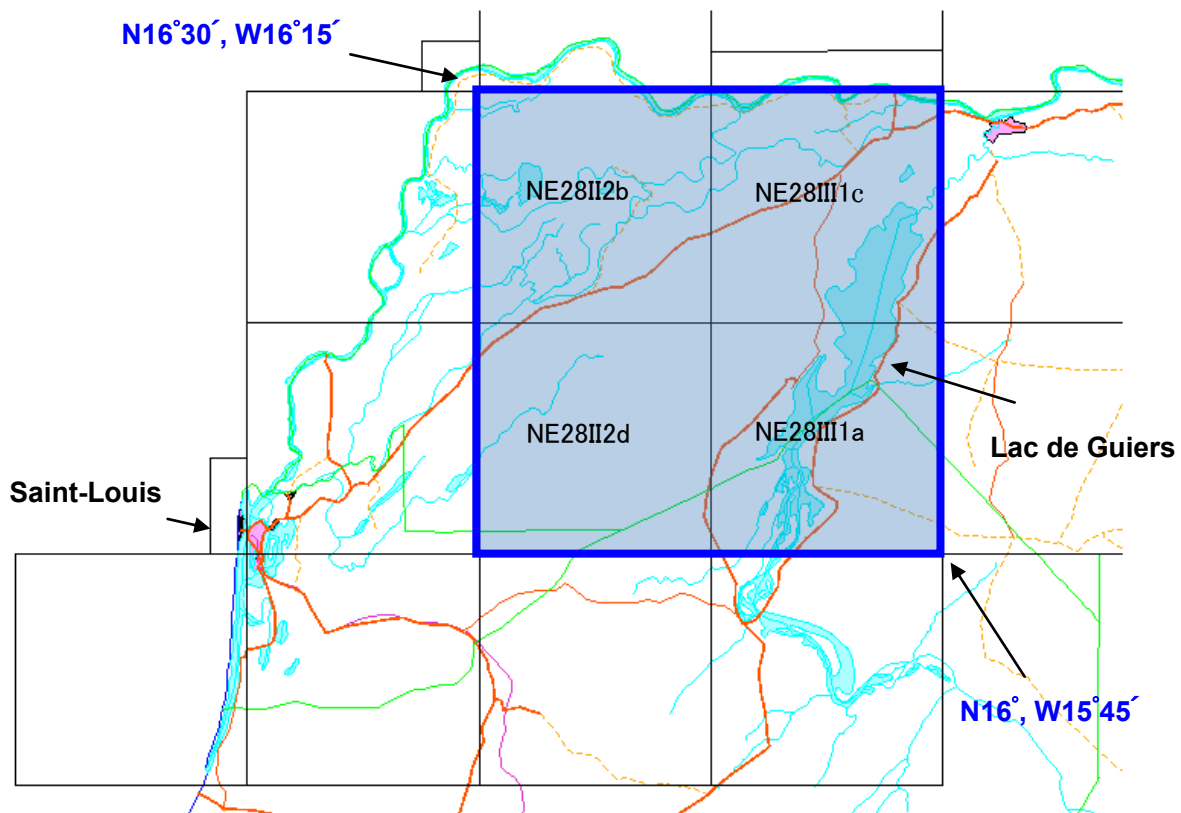 N16˚30´, W16˚15´
NE28II2b
NE28III1c
NE28II2d
NE28III1a
Lac de Guiers
Saint-Louis
N16˚, W15˚45´